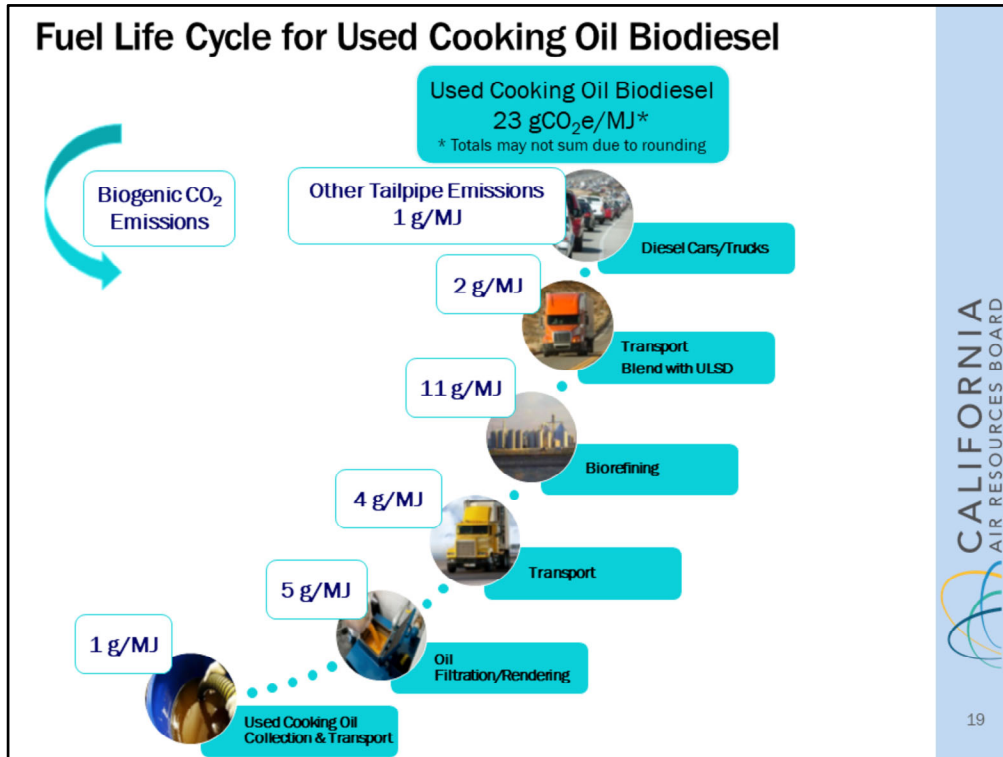 Fuel Life Cycle for Used Cooking Oil Biodiesel
Used Cooking Oil Biodiesel
23 gCO₂e/MJ*
* Totals may not sum due to rounding
Biogenic CO₂
Emissions
Other Tailpipe Emissions
1 g/MJ
Diesel Cars/Trucks
2 g/MJ
Transport
Blend with ULSD
11 g/MJ
Biorefining
4 g/MJ
Transport
5 g/MJ
Oil
Filtration/Rendering
1 g/MJ
Used Cooking Oil
Collection & Transport
CALIFORNIA
AIR RESOURCES BOARD
19